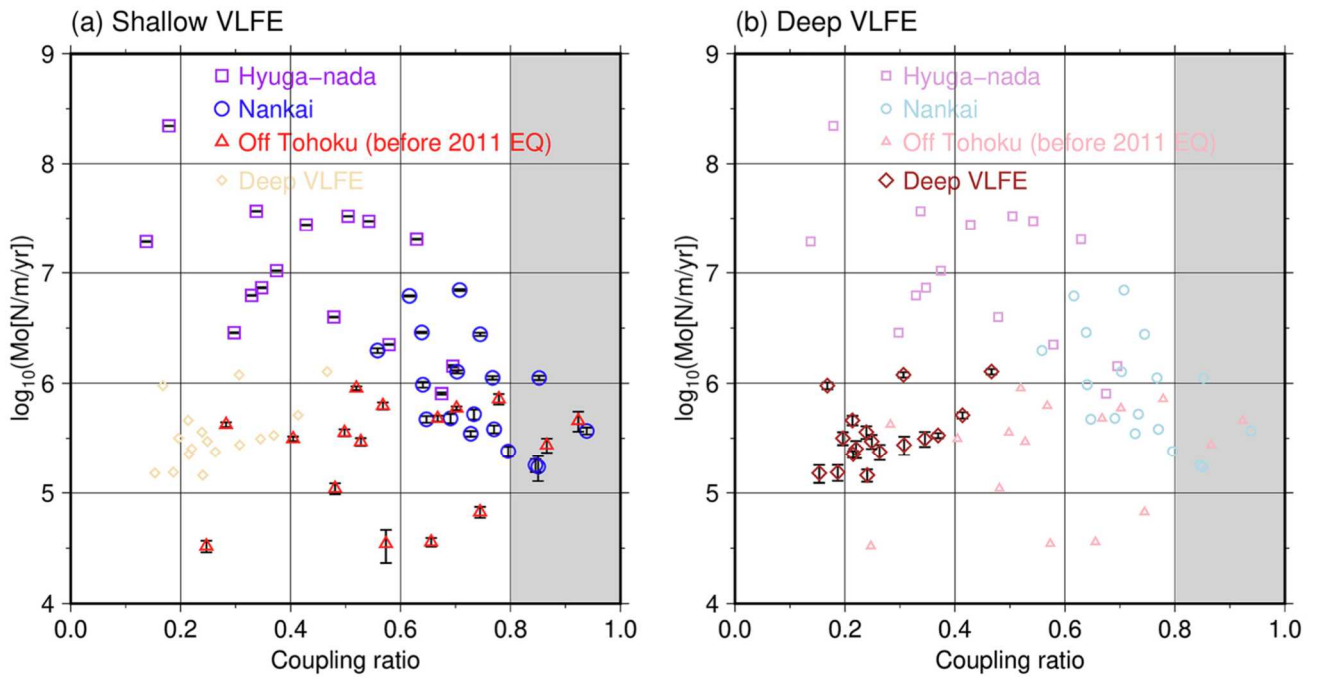 (a) Shallow VLFE
9
8
7
6
5
4
log10(Mo[N/m/yr])
Hyuga−nada
Nankai
Off Tohoku (before 2011 EQ)
Deep VLFE
0.0 0.2 0.4 0.6 0.8 1.0
Coupling ratio
(b) Deep VLFE
9
8
7
6
5
4
log10(Mo[N/m/yr])
Hyuga−nada
Nankai
Off Tohoku (before 2011 EQ)
Deep VLFE
0.0 0.2 0.4 0.6 0.8 1.0
Coupling ratio